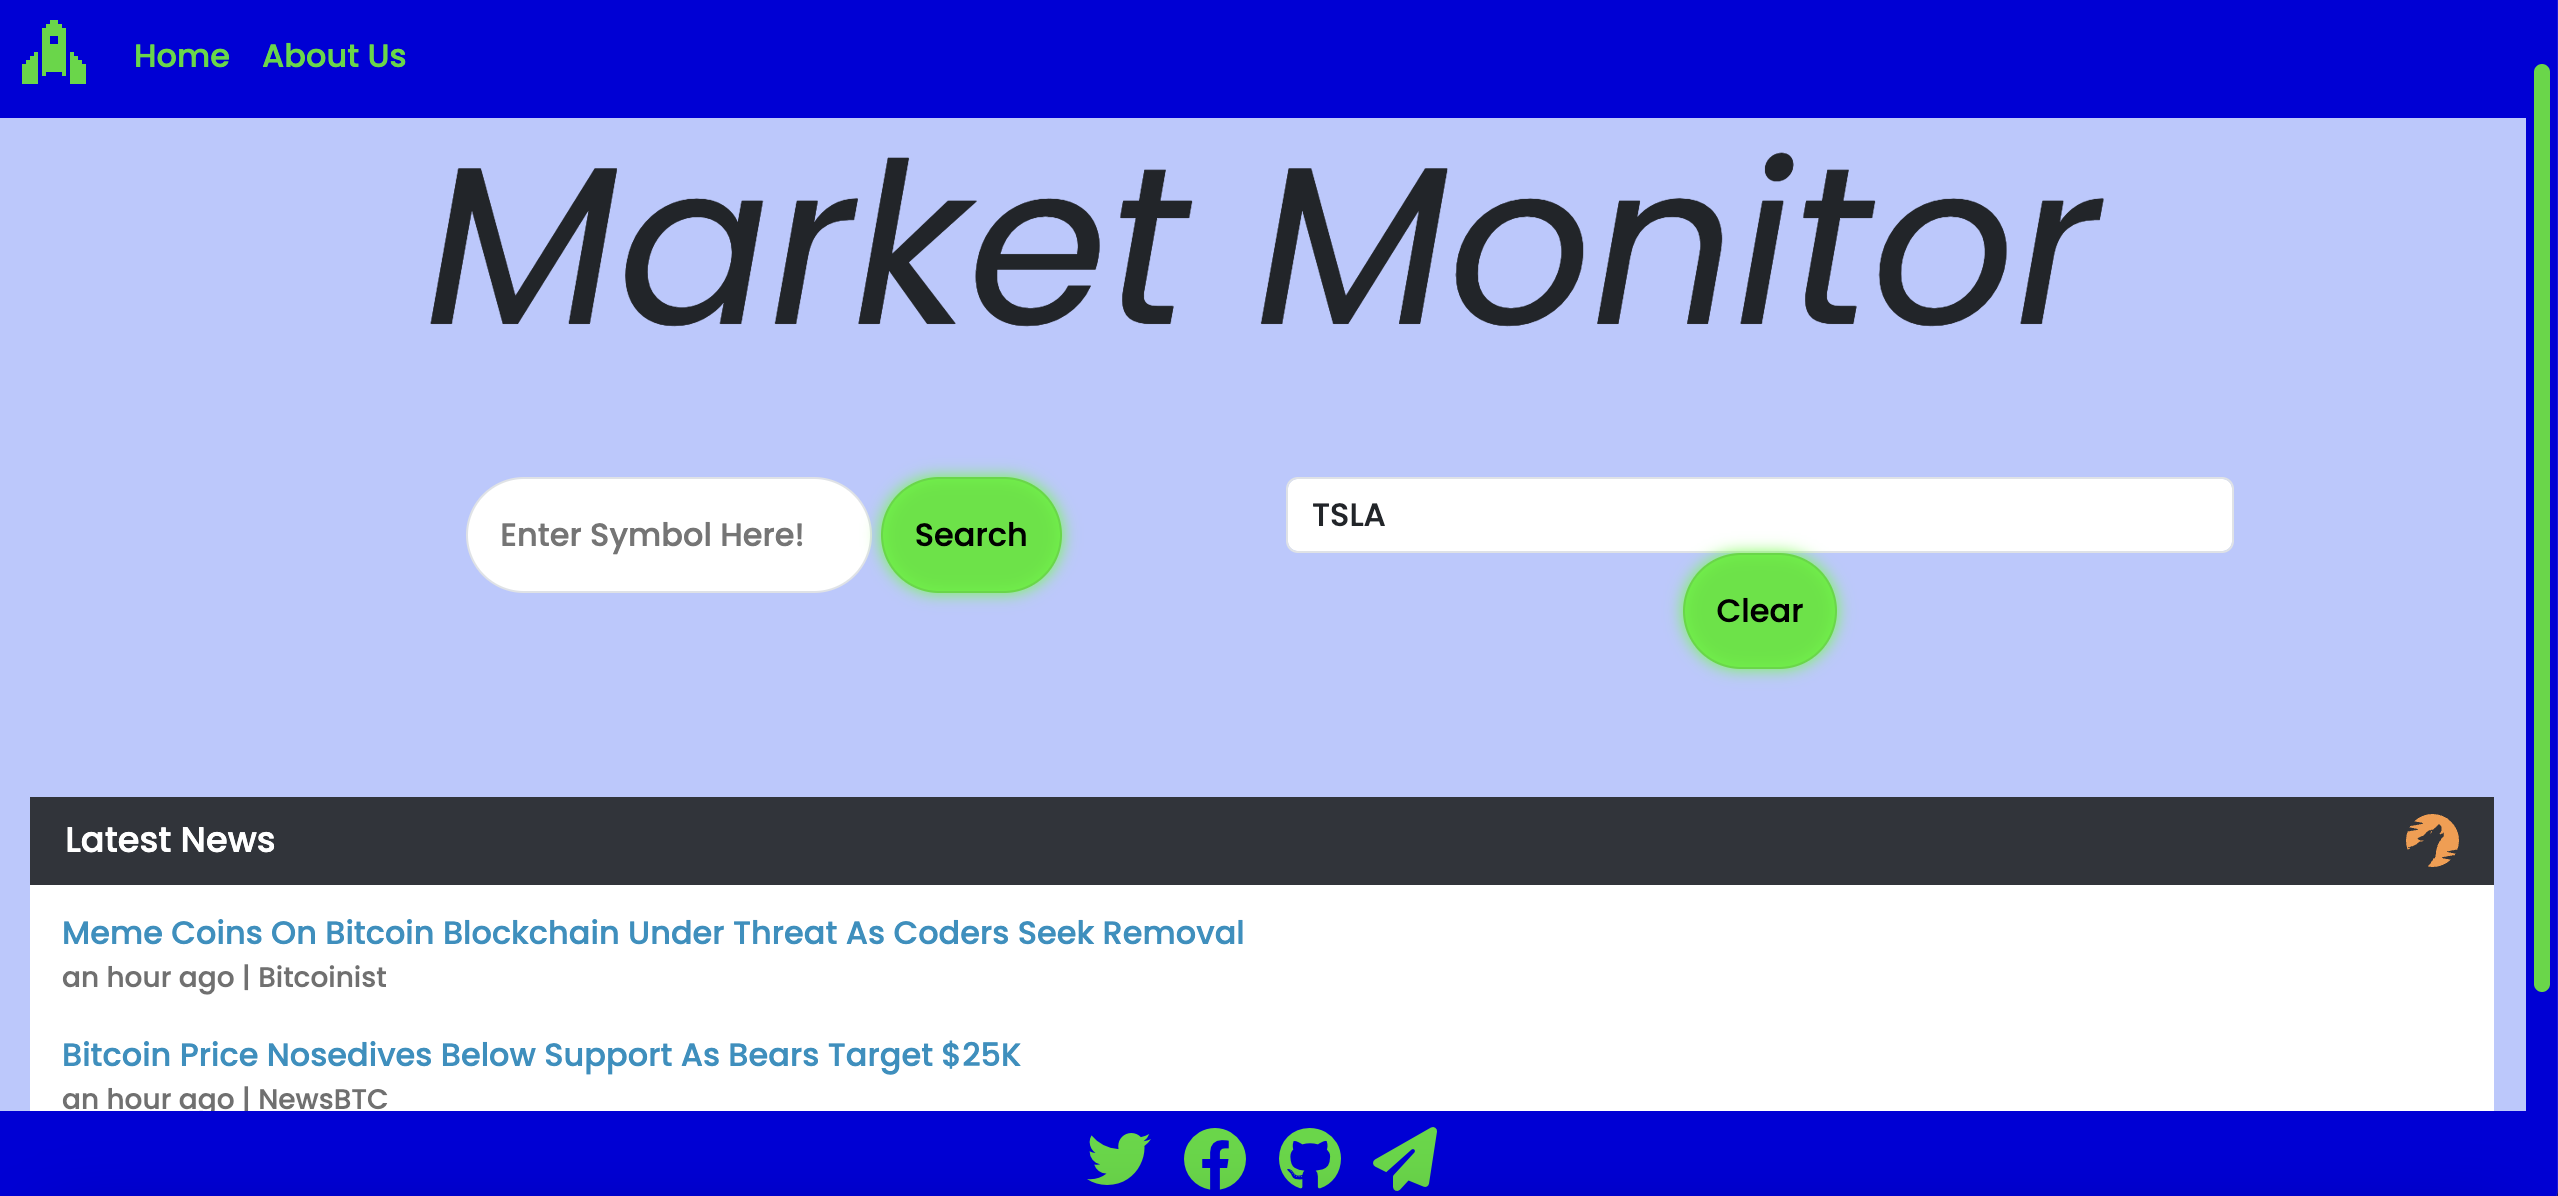 Home About Us
Market Monitor
Enter Symbol Here! Search TSLA
Clear
Latest News
Meme Coins On Bitcoin Blockchain Under Threat As Coders Seek Removal
an hour ago | Bitcoinist
Bitcoin Price Nosedives Below Support As Bears Target $25K
an hour ago | NewsBTC